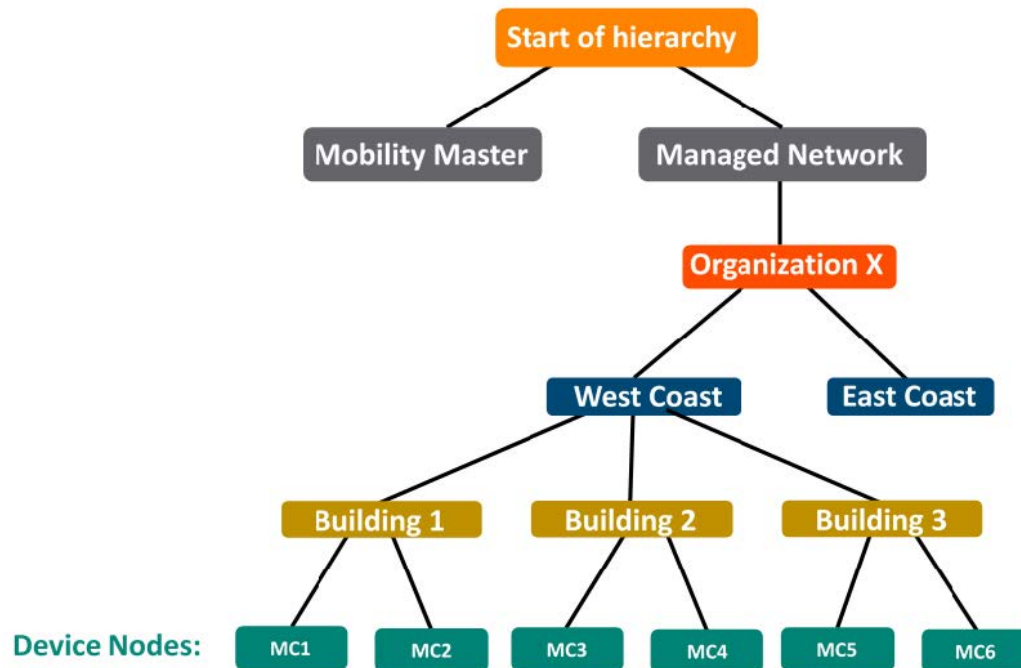 Start of hierarchy
Mobility Master
Managed Network
Organization X
West Coast
East Coast
Building 1
Building 2
Building 3
Device Nodes:
MC1
MC2
MC3
MC4
MC5
MC6